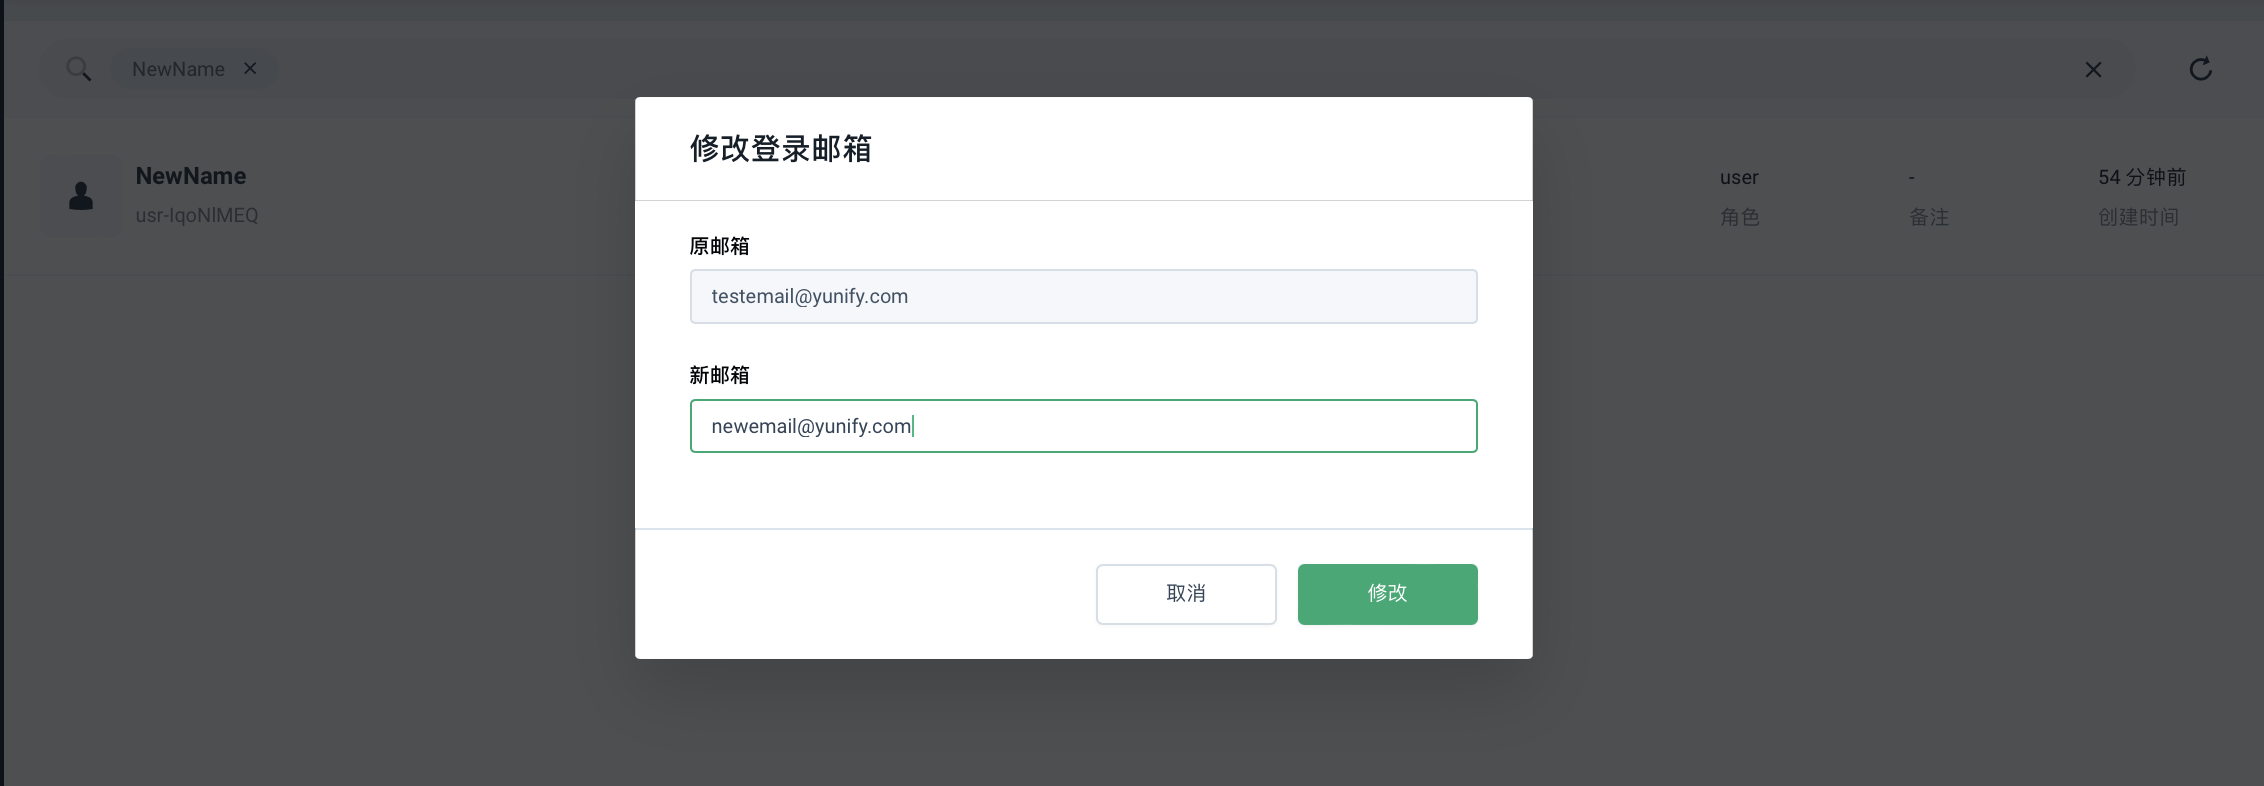 NewName
修改登录邮箱
NewName
usr-IqoNlMEQ
user
角色
-
备注
54 分钟前
创建时间
原邮箱
testemail@yunify.com
新邮箱
newemail@yunify.com
取消
修改